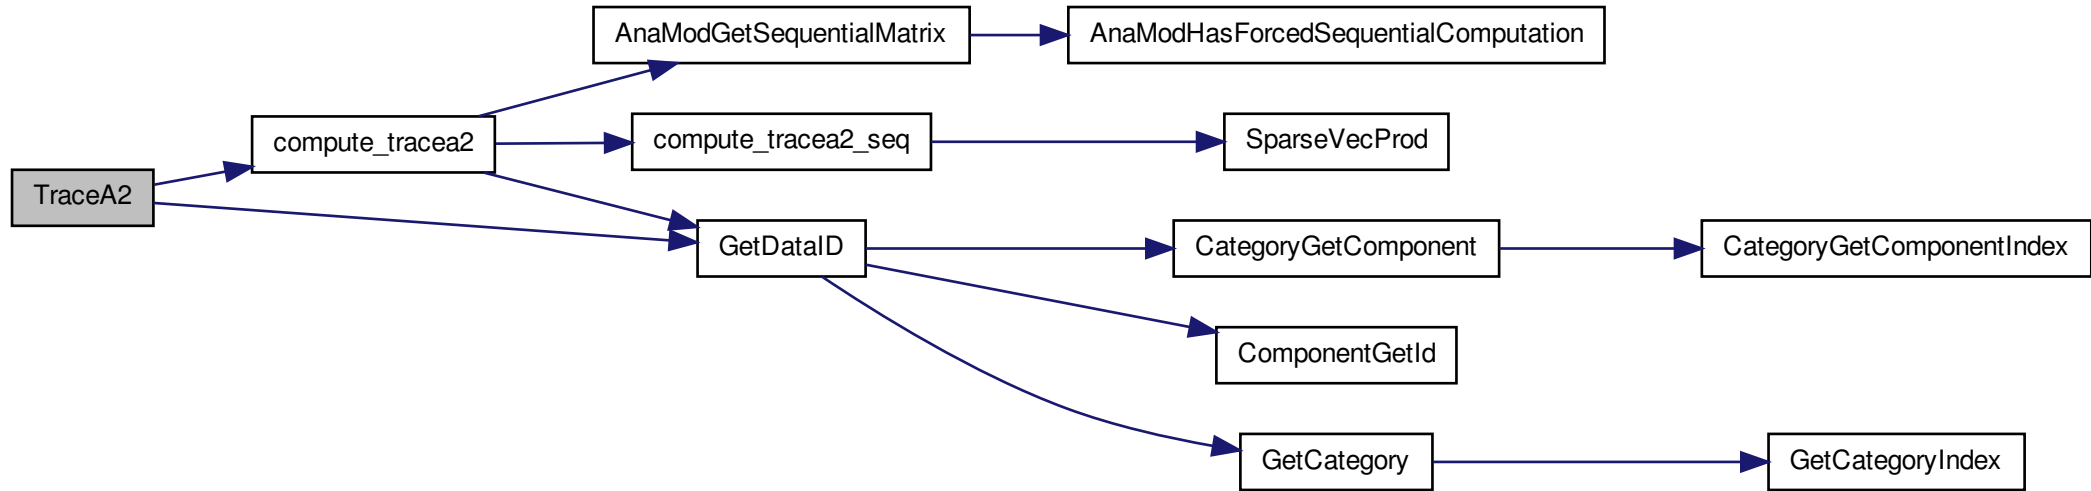 AnaModGetSequentialMatrix
AnaModHasForcedSequentialComputation
compute_tracea2
compute_tracea2_seq
SparseVecProd
TraceA2
GetDataID
CategoryGetComponent
CategoryGetComponentIndex
ComponentGetId
GetCategory
GetCategoryIndex